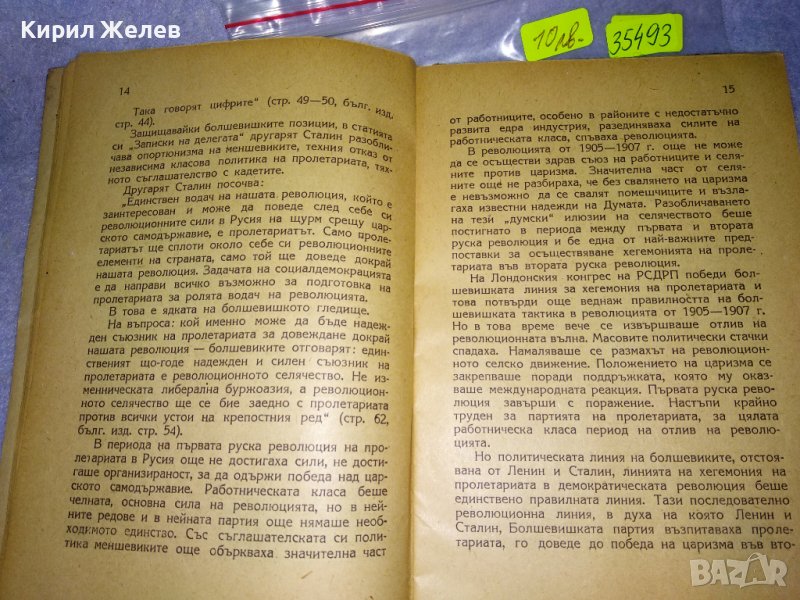 Кирил Желев
10 лв.
35493
14
Така говорят цифрите“ (стр. 49—50, бълг. изд.
стр. 44).
Защищавайки болшевишките позиции, в статията
си „Записки на делегата“ другарят Сталин разобли-
чава опортюнизма на меншевиките, техния отказ от
независима класова политика на пролетариата, тях-
ното съглашателство с кадетите.
Другарят Сталин посочва:
„Единствен водач на нашата революция, който е
заинтересован и може да поведе след себе си
революционните сили в Русия на щурм срещу цар-
ското самодържавие, е пролетариатът. Само проле-
тариатът ще сплоти около себе си революционните
елементи на страната, само той ще доведе докрай
нашата революция. Задачата на социалдемокрацията
е да направи всичко възможно за подготовка на
пролетариата за ролята водач на революцията.
В това е ядката на болшевишкото гледище.
На въпроса: кой именно може да бъде надеж-
ден съюзник на пролетариата за довеждане докрай
нашата революция — болшевиките отговарят: един-
ственият що-годе надежден и силен съюзник на
пролетариата е революционното селячество. Не из-
менническата либерална буржоазия, а революцион-
ното селячество ще се бие заедно с пролетариата
против всички устои на крепостния ред“ (стр. 62,
бълг. изд. стр. 54).
В периода на първата руска революция на про-
летариата в Русия още не достигаха сили, не дости-
гаше организираност, за да одържи победа над цар-
ското самодържавие. Работническата класа беше
челната, основна сила на революцията, но в ней-
ните редове и в нейната партия още нямаше необ-
ходимото единство. Със съглашателската си поли-
тика меншевиките още объркваха значителна част
15
от работниците, особено в районите с недостатъчно
развита едра индустрия, разединяваха силите на
работническата класа, спъваха революцията.
В революцията от 1905—1907 г. още не може
да се осъществи здрав съюз на работниците и селя-
ните против царизма. Значителна част от селя-
ните още не разбираха, че без свалянето на царизма
е невъзможно да се свалят помешчиците и възла-
гаха известни надежди на Думата. Разобличаването
на тези „думски“ илюзии на селячеството беше
постигнато в периода между първата и втората
руска революция и бе една от най-важните пред-
поставки за осъществяване хегемонията на проле-
тариата във втората руска революция.
На Лондонския конгрес на РСДРП победи бол-
шевишката линия за хегемония на пролетариата и
това потвърди още веднаж правилността на бол-
шевишката тактика в революцията от 1905—1907 г.
Но в това време вече се извършваше отлив на
революционната вълна. Масовите политически стачки
спадаха. Намаляваше се размахът на революцион-
ното селско движение. Положението на царизма се
закрепваше поради поддръжката, която му оказ-
ваше международната реакция. Първата руска рево-
люция завърши с поражение. Настъпи крайно
труден за партията на пролетариата, за цялата
работническа класа период на отлив на револю-
цията.
Но политическата линия на болшевиките, отстоя-
вана от Ленин и Сталин, линията на хегемония на
пролетариата в демократическата революция беше
единствено правилната линия. Тази последователно
революционна линия, в духа на която Ленин и
Сталин, Болшевишката партия възпитаваха проле-
тариата, го доведе до победа на царизма във вто-
BAZAR
bg